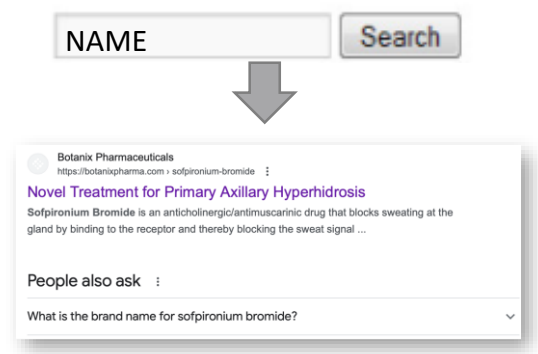 NAME Search
Botanix Pharmaceuticals
https://botanixpharma.com › sofpironium-bromide ⋮
Novel Treatment for Primary Axillary Hyperhidrosis
Sofpironium Bromide is an anticholinergic/antimuscarinic drug that blocks sweating at the
gland by binding to the receptor and thereby blocking the sweat signal ...
People also ask ⋮
What is the brand name for sofpironium bromide?